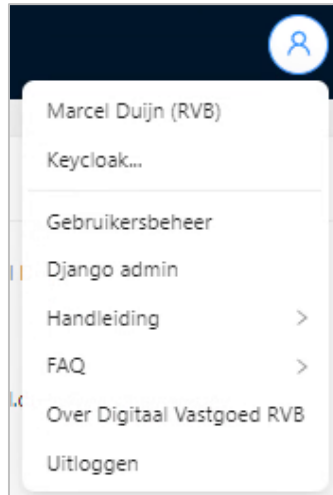 Marcel Duijn (RVB)
Keycloak...
Gebruikersbeheer
Django admin
Handleiding
FAQ
Over Digitaal Vastgoed RVB
Uitloggen